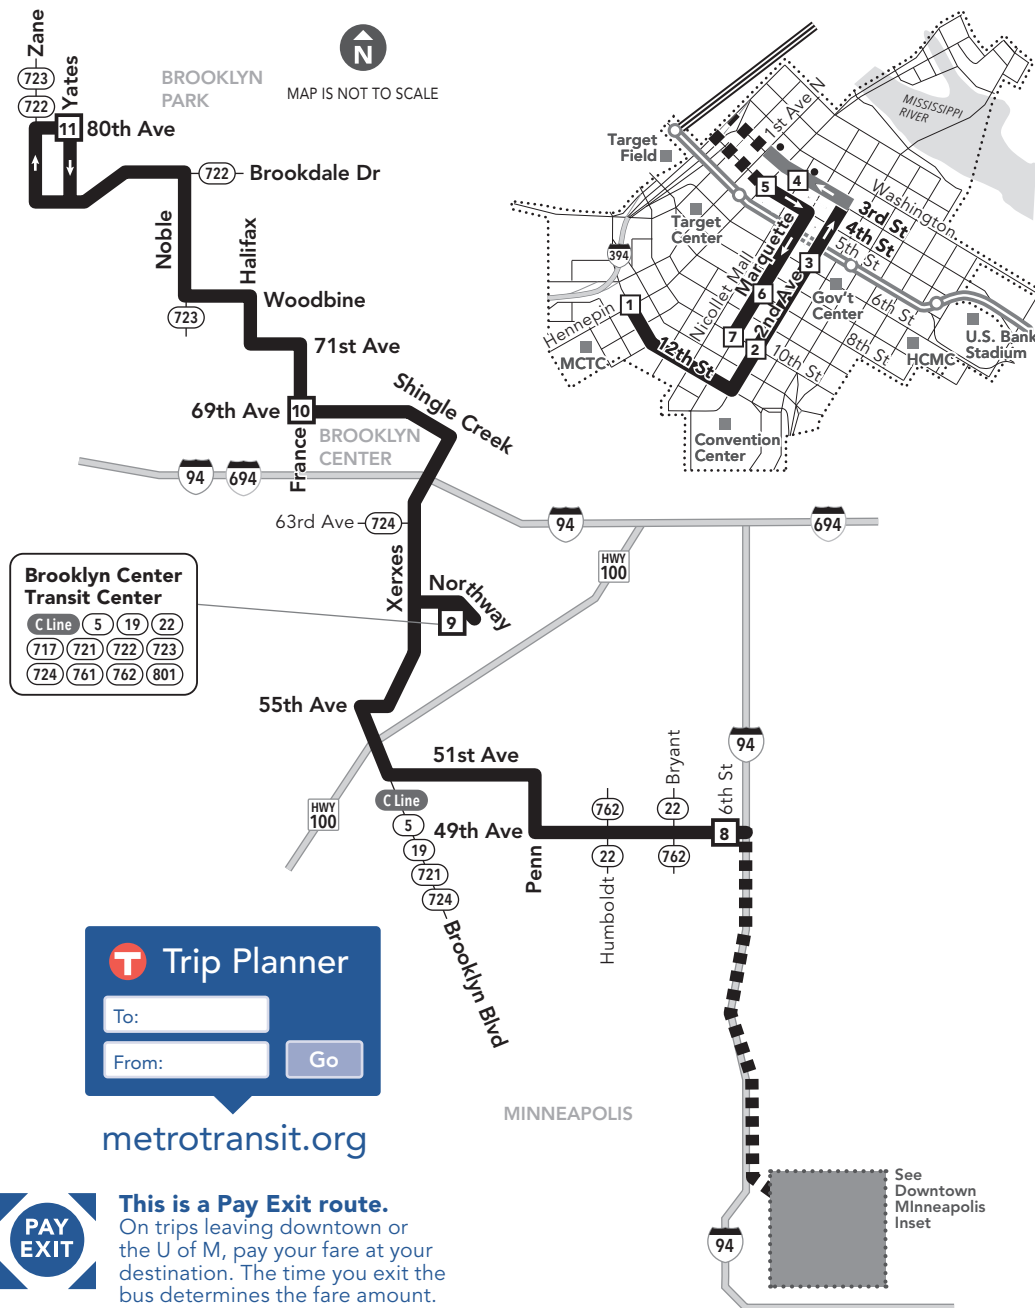 Zane
723
722
Yates
11
80th Ave
BROOKLYN
PARK
N
MAP IS NOT TO SCALE
722
Brookdale Dr
Noble
Halifax
Woodbine
723
71st Ave
69th Ave
10
France
Shingle Creek
BROOKLYN
CENTER
94
694
63rd Ave
724
94
694
HWY
100
Xerxes
Northway
9
Brooklyn Center
Transit Center
C Line
5
19
22
717
721
722
723
724
761
762
801
55th Ave
51st Ave
HWY
100
C Line
5
19
721
724
Brooklyn Blvd
49th Ave
Penn
762
22
Humboldt
Bryant
22
762
6th St
8
94
MINNEAPOLIS
94
See
Downtown
MInneapolis
Inset
1st Ave N
MISSISSIPPI
RIVER
Target
Field
5
4
Washington
Target
Center
3rd St
4th St
5th St
394
Nicollet Mall
Marquette
2nd Ave
3
6
Gov't
Center
6th St
1
Hennepin
MCTC
12th St
7
2
10th St
8th St
HCMC
U.S. Bank
Stadium
Convention
Center
T Trip Planner
To:
From:
Go
metrotransit.org
PAY
EXIT
This is a Pay Exit route.
On trips leaving downtown or
the U of M, pay your fare at your
destination. The time you exit the
bus determines the fare amount.